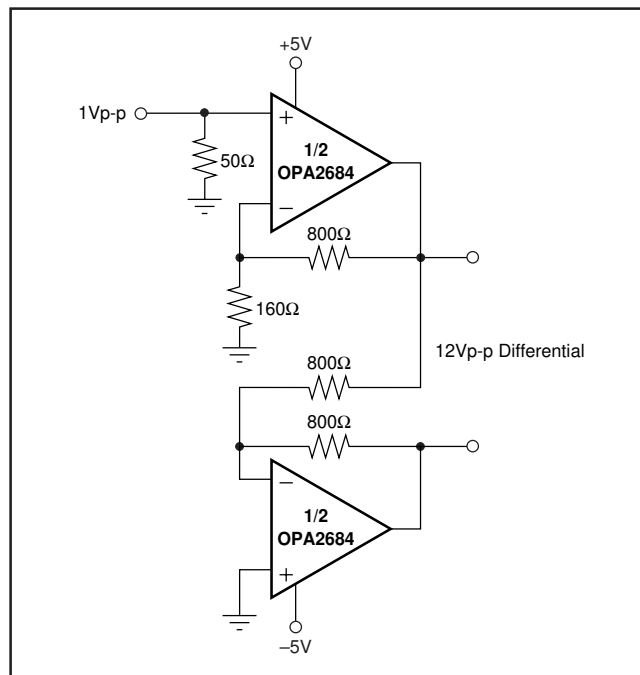 +5V
1Vp-p
+
1/2
OPA2684
50Ω
−
800Ω
160Ω
12Vp-p Differential
800Ω
800Ω
−
1/2
OPA2684
+
−5V